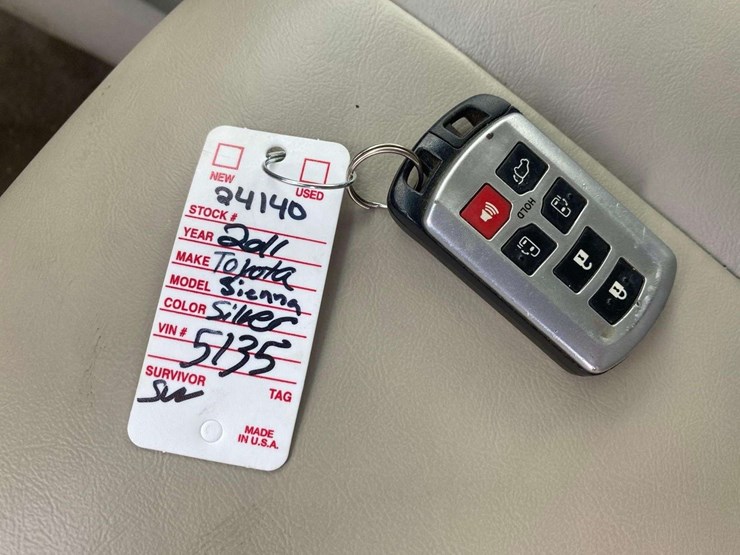 NEW USED
24140
STOCK #
YEAR 2011
MAKE Toyota
MODEL Sienna
COLOR Silver
VIN # 5135
SURVIVOR TAG
SW
MADE
IN U.S.A.
HOLD